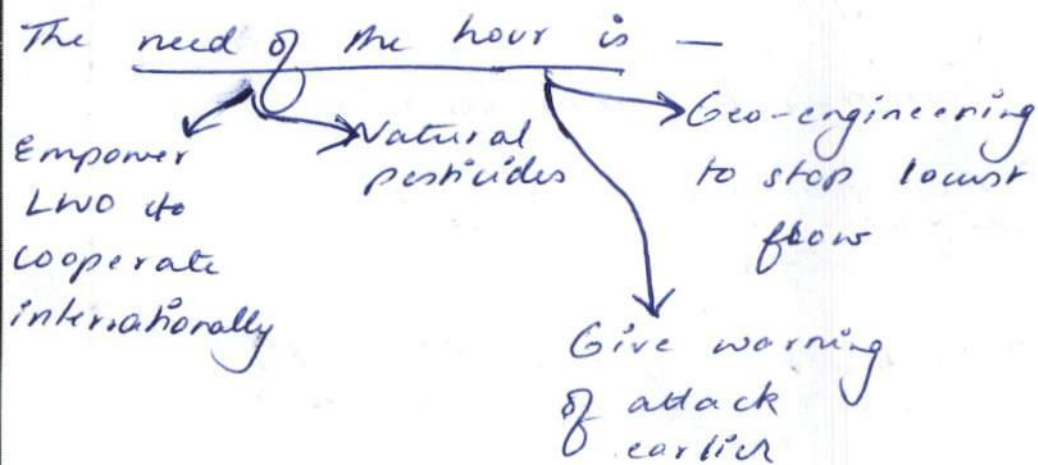 The need of the hour is —
Empower
LWO to
cooperate
internationally
Natural
pesticides
Geo-engineering
to stop locust
flow
Give warning
of attack
earlier